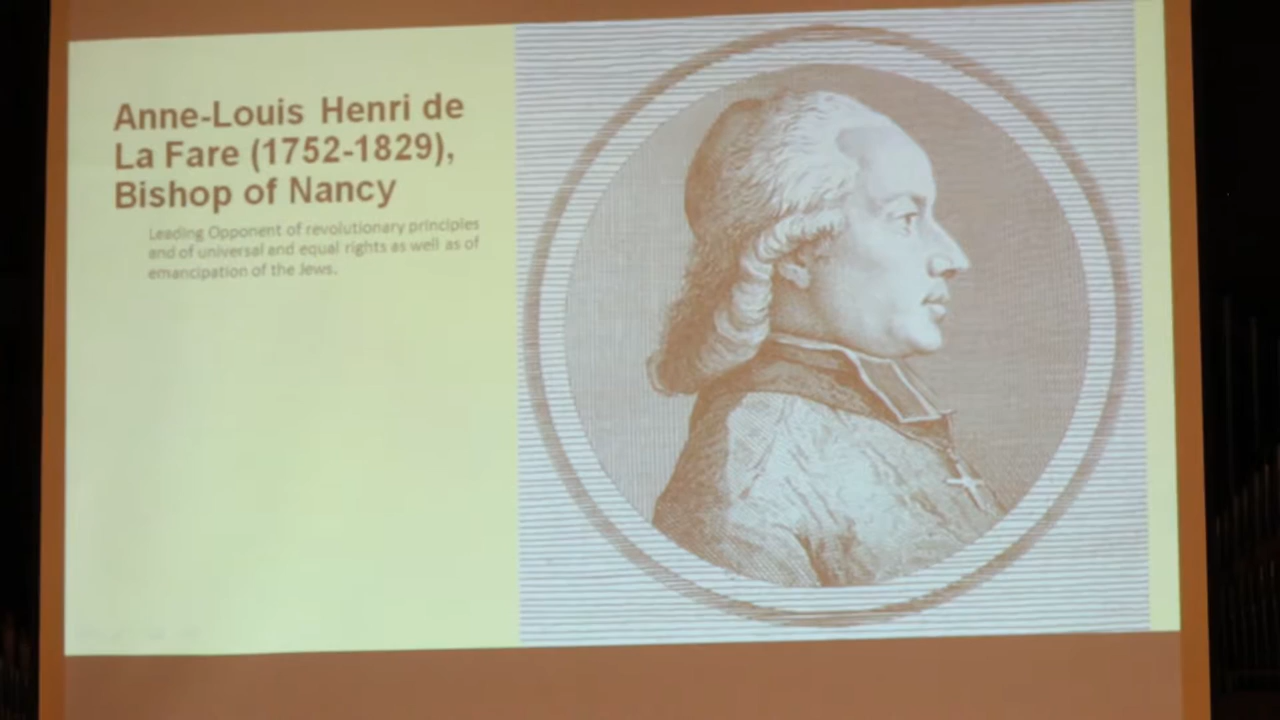 Anne-Louis Henri de
La Fare (1752-1829),
Bishop of Nancy
Leading Opponent of revolutionary principles
and of universal and equal rights as well as of
emancipation of the Jews.